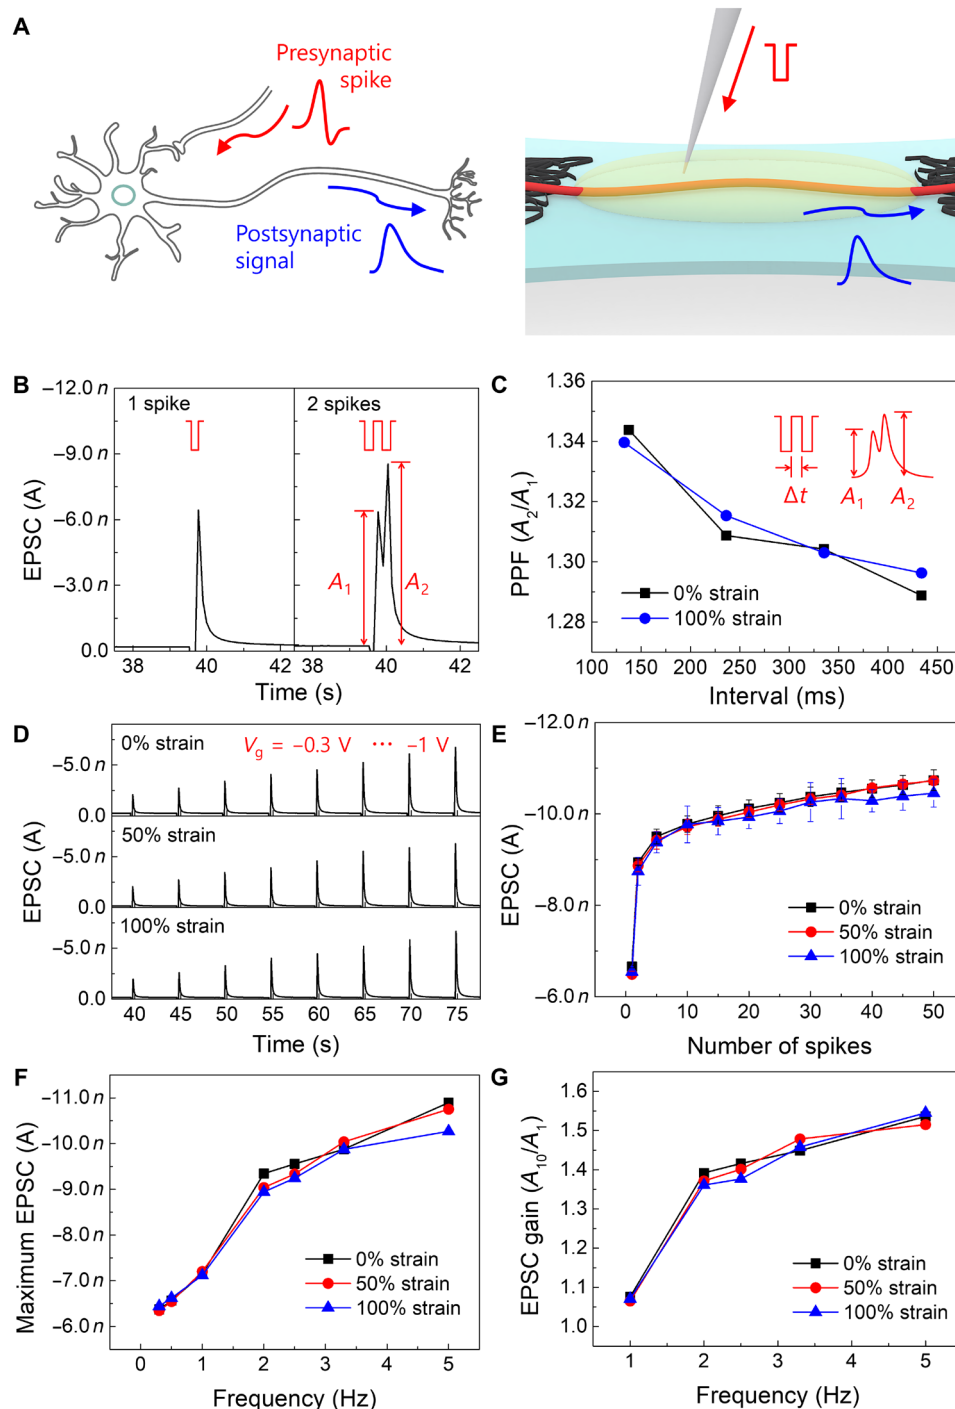 A
Presynaptic
spike
Postsynaptic
signal
B
−12.0 n
−9.0 n
−6.0 n
−3.0 n
0.0
EPSC (A)
1 spike
2 spikes
A1
A2
38 40 42 38 40 42
Time (s)
C
1.36
1.34
1.32
1.30
1.28
PPF (A2/A1)
Δt
A1
A2
0% strain
100% strain
100 150 200 250 300 350 400 450
Interval (ms)
D
0% strain
Vg = −0.3 V ··· −1 V
−5.0 n
0.0
50% strain
−5.0 n
0.0
100% strain
−5.0 n
0.0
EPSC (A)
40 45 50 55 60 65 70 75
Time (s)
E
−12.0 n
−10.0 n
−8.0 n
−6.0 n
EPSC (A)
0% strain
50% strain
100% strain
0 10 20 30 40 50
Number of spikes
F
−11.0 n
−10.0 n
−9.0 n
−8.0 n
−7.0 n
−6.0 n
Maximum EPSC (A)
0% strain
50% strain
100% strain
0 1 2 3 4 5
Frequency (Hz)
G
1.6
1.5
1.4
1.3
1.2
1.1
1.0
EPSC gain (A10/A1)
0% strain
50% strain
100% strain
1 2 3 4 5
Frequency (Hz)